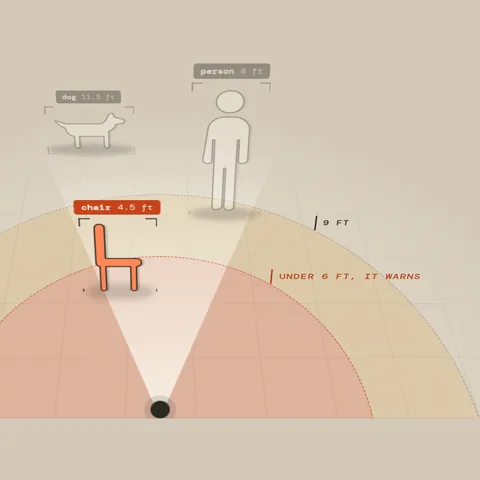 person 8 ft
dog 11.5 ft
chair 4.5 ft
9 FT
UNDER 6 FT, IT WARNS